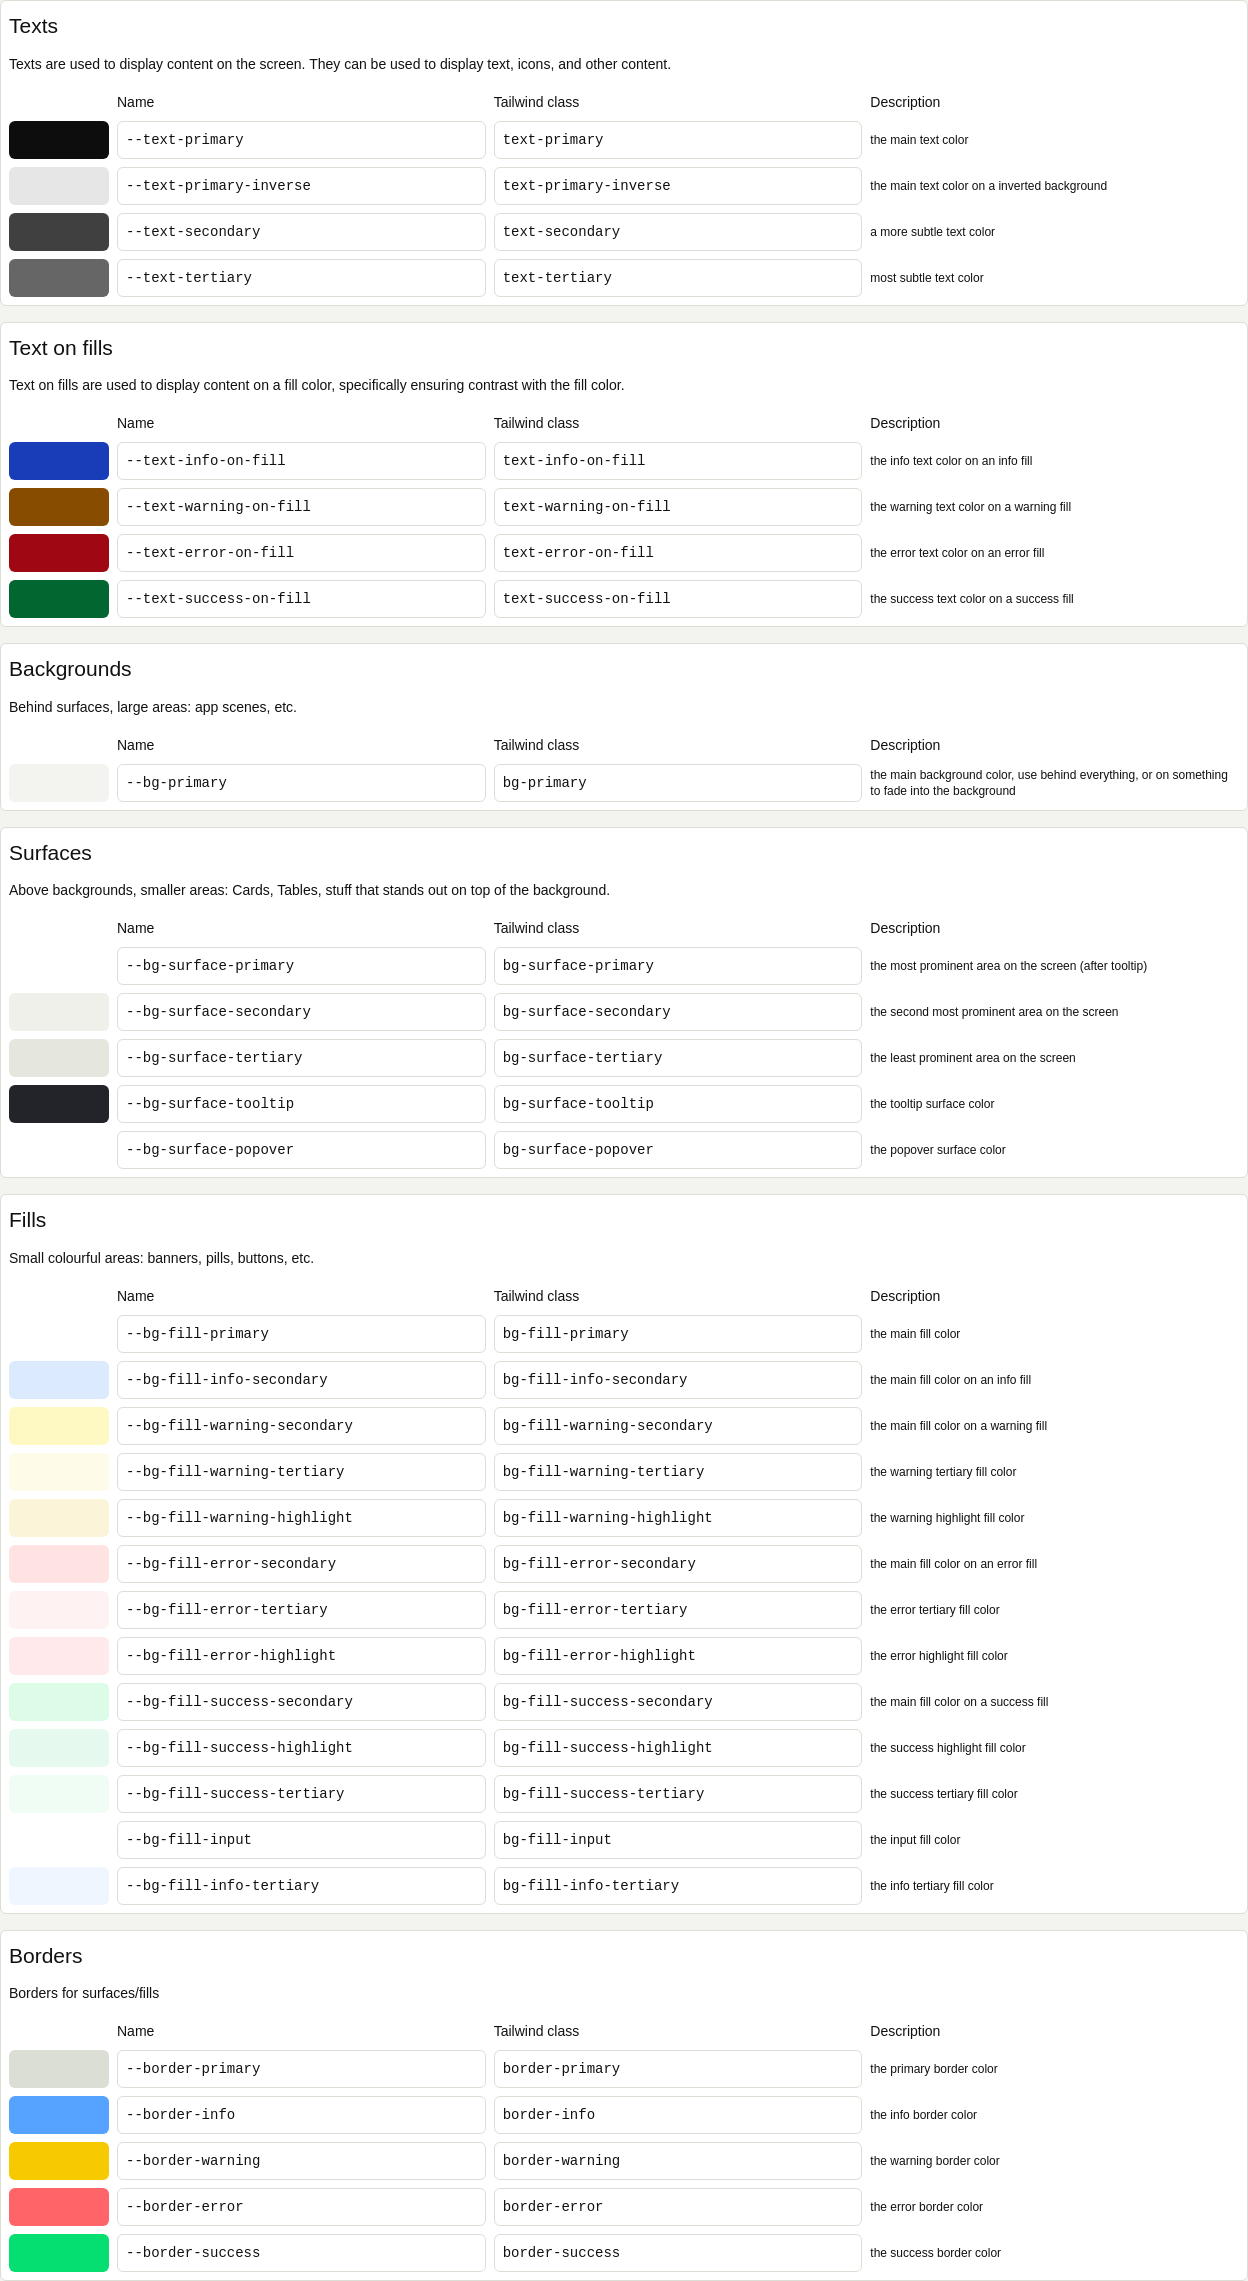 Texts
Texts are used to display content on the screen. They can be used to display text, icons, and other content.
Name Tailwind class Description
--text-primary text-primary the main text color
--text-primary-inverse text-primary-inverse the main text color on a inverted background
--text-secondary text-secondary a more subtle text color
--text-tertiary text-tertiary most subtle text color
Text on fills
Text on fills are used to display content on a fill color, specifically ensuring contrast with the fill color.
Name Tailwind class Description
--text-info-on-fill text-info-on-fill the info text color on an info fill
--text-warning-on-fill text-warning-on-fill the warning text color on a warning fill
--text-error-on-fill text-error-on-fill the error text color on an error fill
--text-success-on-fill text-success-on-fill the success text color on a success fill
Backgrounds
Behind surfaces, large areas: app scenes, etc.
Name Tailwind class Description
--bg-primary bg-primary the main background color, use behind everything, or on something
to fade into the background
Surfaces
Above backgrounds, smaller areas: Cards, Tables, stuff that stands out on top of the background.
Name Tailwind class Description
--bg-surface-primary bg-surface-primary the most prominent area on the screen (after tooltip)
--bg-surface-secondary bg-surface-secondary the second most prominent area on the screen
--bg-surface-tertiary bg-surface-tertiary the least prominent area on the screen
--bg-surface-tooltip bg-surface-tooltip the tooltip surface color
--bg-surface-popover bg-surface-popover the popover surface color
Fills
Small colourful areas: banners, pills, buttons, etc.
Name Tailwind class Description
--bg-fill-primary bg-fill-primary the main fill color
--bg-fill-info-secondary bg-fill-info-secondary the main fill color on an info fill
--bg-fill-warning-secondary bg-fill-warning-secondary the main fill color on a warning fill
--bg-fill-warning-tertiary bg-fill-warning-tertiary the warning tertiary fill color
--bg-fill-warning-highlight bg-fill-warning-highlight the warning highlight fill color
--bg-fill-error-secondary bg-fill-error-secondary the main fill color on an error fill
--bg-fill-error-tertiary bg-fill-error-tertiary the error tertiary fill color
--bg-fill-error-highlight bg-fill-error-highlight the error highlight fill color
--bg-fill-success-secondary bg-fill-success-secondary the main fill color on a success fill
--bg-fill-success-highlight bg-fill-success-highlight the success highlight fill color
--bg-fill-success-tertiary bg-fill-success-tertiary the success tertiary fill color
--bg-fill-input bg-fill-input the input fill color
--bg-fill-info-tertiary bg-fill-info-tertiary the info tertiary fill color
Borders
Borders for surfaces/fills
Name Tailwind class Description
--border-primary border-primary the primary border color
--border-info border-info the info border color
--border-warning border-warning the warning border color
--border-error border-error the error border color
--border-success border-success the success border color